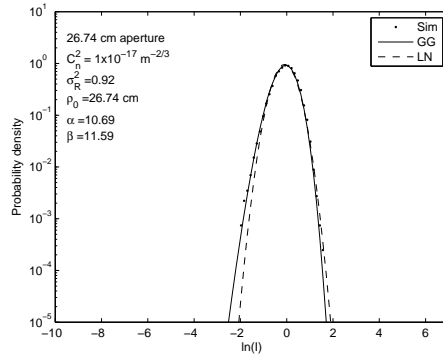 26.74 cm aperture
C_n^2 = 1x10^-17 m^-2/3
σ_R^2 =0.92
ρ_0 =26.74 cm
α =10.69
β =11.59
Sim
GG
LN
Probability density
10^1
10^0
10^-1
10^-2
10^-3
10^-4
10^-5
−10 −8 −6 −4 −2 0 2 4 6
ln(I)